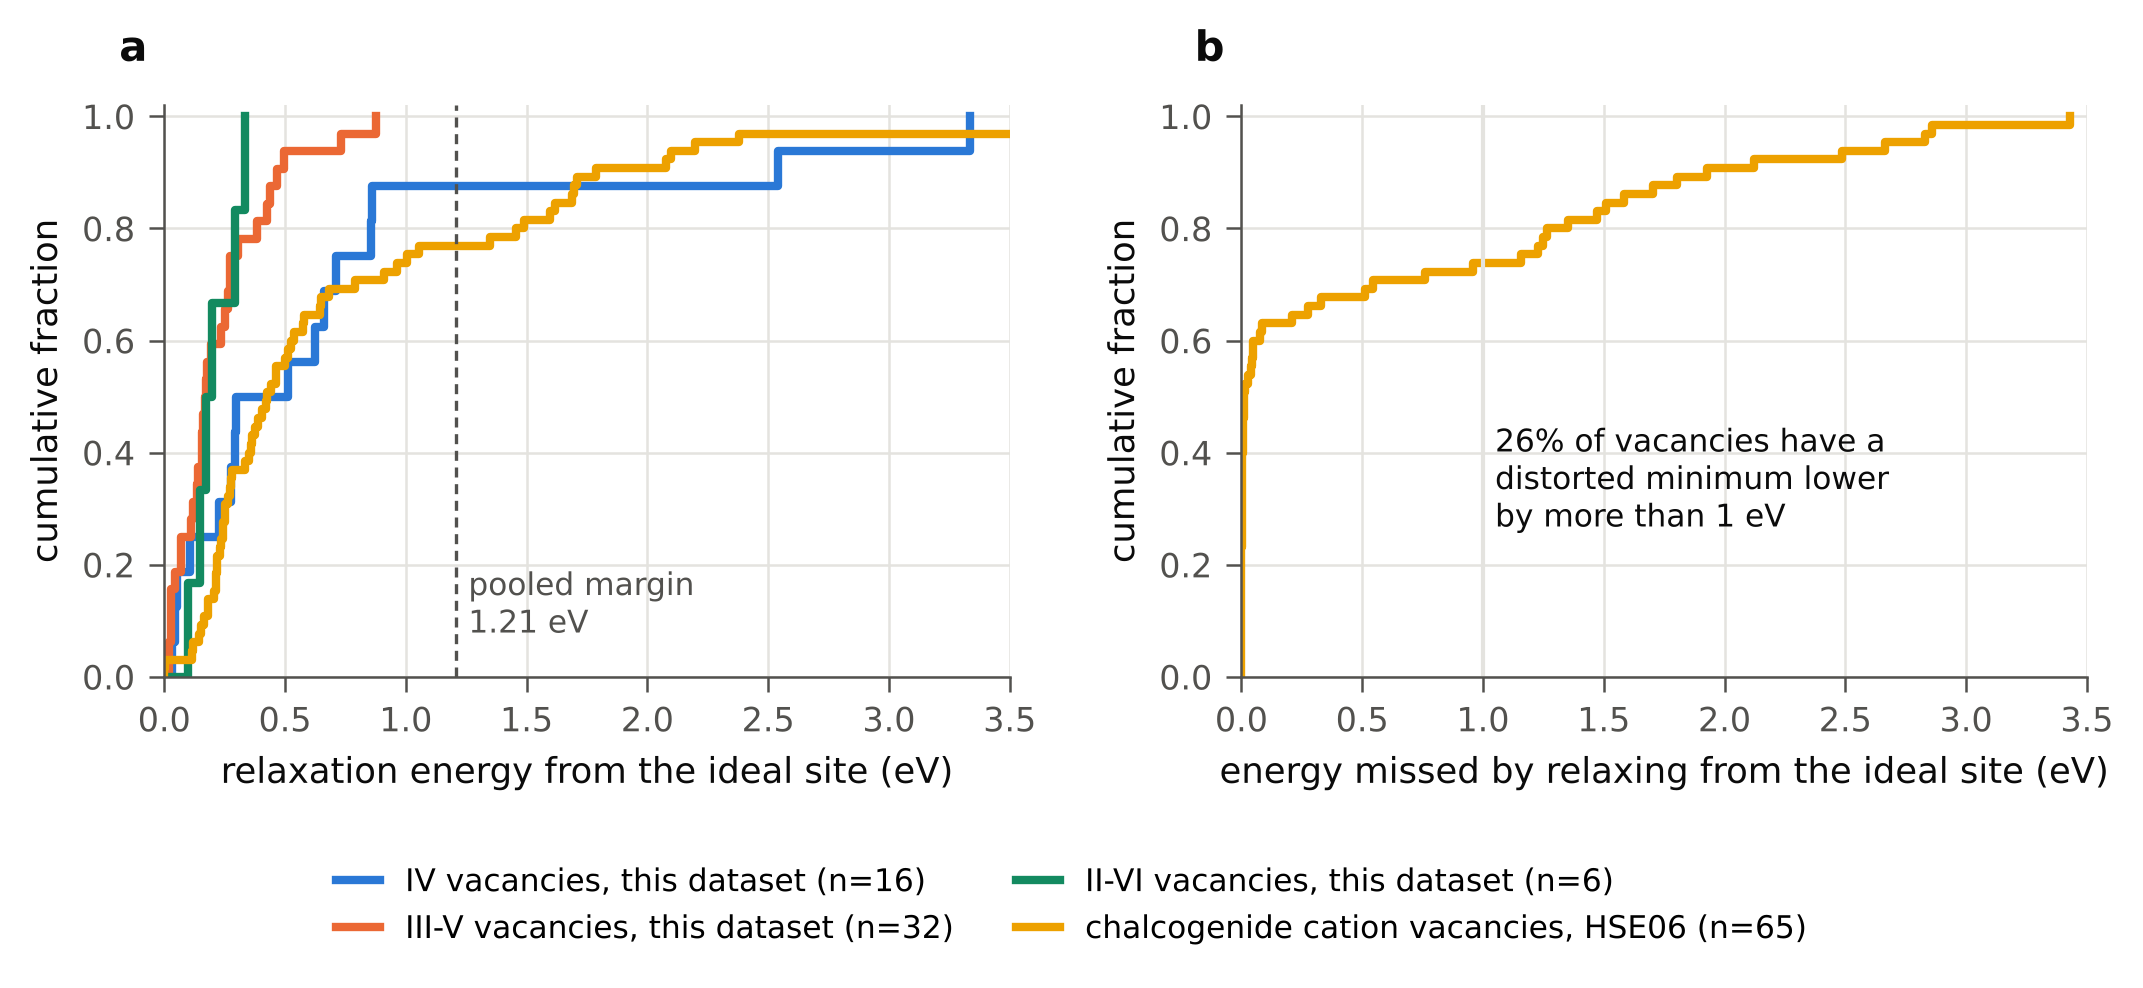 a
b
1.0
0.8
0.6
0.4
0.2
0.0
cumulative fraction
pooled margin
1.21 eV
0.0 0.5 1.0 1.5 2.0 2.5 3.0 3.5
relaxation energy from the ideal site (eV)
1.0
0.8
0.6
0.4
0.2
0.0
cumulative fraction
26% of vacancies have a
distorted minimum lower
by more than 1 eV
0.0 0.5 1.0 1.5 2.0 2.5 3.0 3.5
energy missed by relaxing from the ideal site (eV)
IV vacancies, this dataset (n=16)
III-V vacancies, this dataset (n=32)
II-VI vacancies, this dataset (n=6)
chalcogenide cation vacancies, HSE06 (n=65)